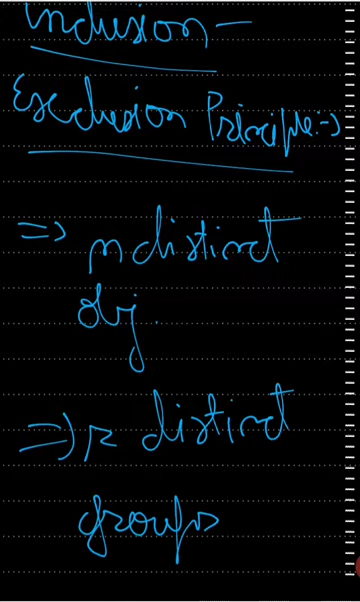 Inclusion-
Exclusion Principle:→
⇒ n distinct
obj.
⇒ r distinct
groups